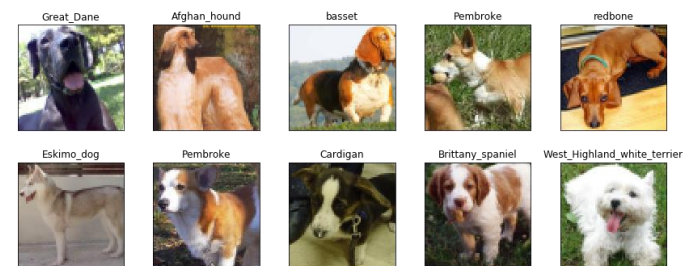 Great_Dane
Afghan_hound
basset
Pembroke
redbone
Eskimo_dog
Pembroke
Cardigan
Brittany_spaniel
West_Highland_white_terrier